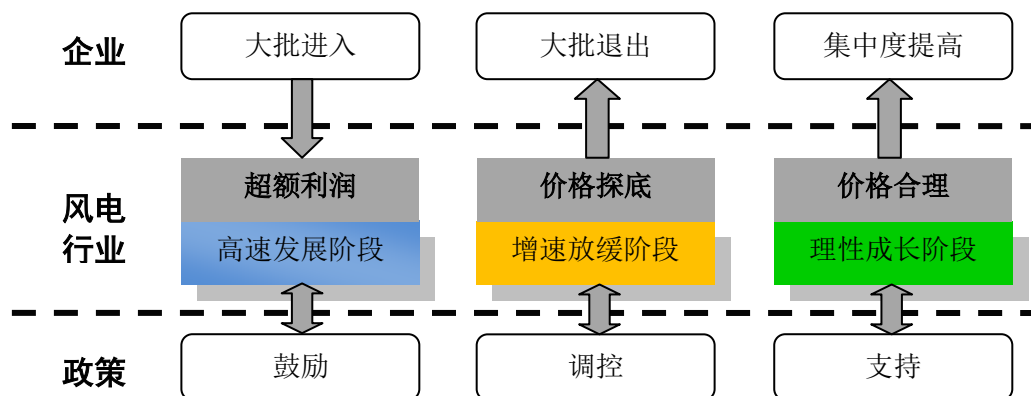 企业
大批进入
大批退出
集中度提高
风电
行业
超额利润
价格探底
价格合理
高速发展阶段
增速放缓阶段
理性成长阶段
政策
鼓励
调控
支持